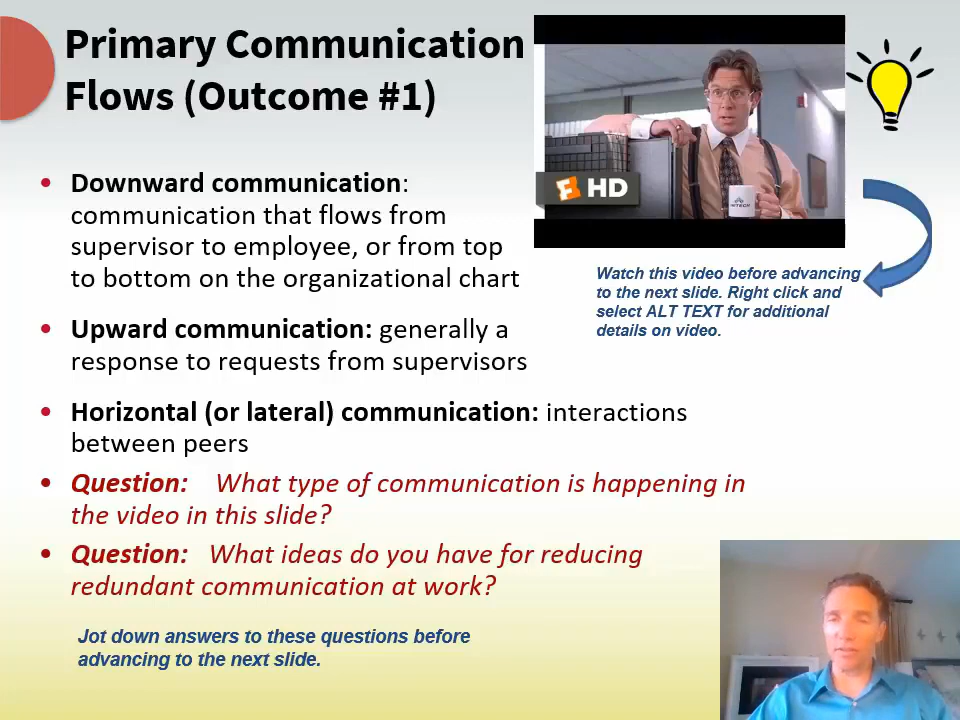 Primary Communication
Flows (Outcome #1)
HD
INITECH
Watch this video before advancing
to the next slide. Right click and
select ALT TEXT for additional
details on video.
• Downward communication:
communication that flows from
supervisor to employee, or from top
to bottom on the organizational chart
• Upward communication: generally a
response to requests from supervisors
• Horizontal (or lateral) communication: interactions
between peers
• Question: What type of communication is happening in
the video in this slide?
• Question: What ideas do you have for reducing
redundant communication at work?
Jot down answers to these questions before
advancing to the next slide.